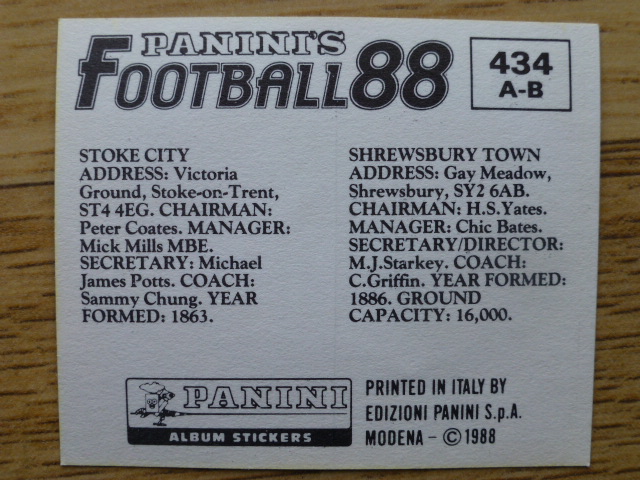 PANINI'S
FOOTBALL 88
434
A-B
STOKE CITY
ADDRESS: Victoria
Ground, Stoke-on-Trent,
ST4 4EG. CHAIRMAN:
Peter Coates. MANAGER:
Mick Mills MBE.
SECRETARY: Michael
James Potts. COACH:
Sammy Chung. YEAR
FORMED: 1863.
SHREWSBURY TOWN
ADDRESS: Gay Meadow,
Shrewsbury, SY2 6AB.
CHAIRMAN: H.S.Yates.
MANAGER: Chic Bates.
SECRETARY/DIRECTOR:
M.J.Starkey. COACH:
C.Griffin. YEAR FORMED:
1886. GROUND
CAPACITY: 16,000.
PANINI
ALBUM STICKERS
PRINTED IN ITALY BY
EDIZIONI PANINI S.p.A.
MODENA - © 1988